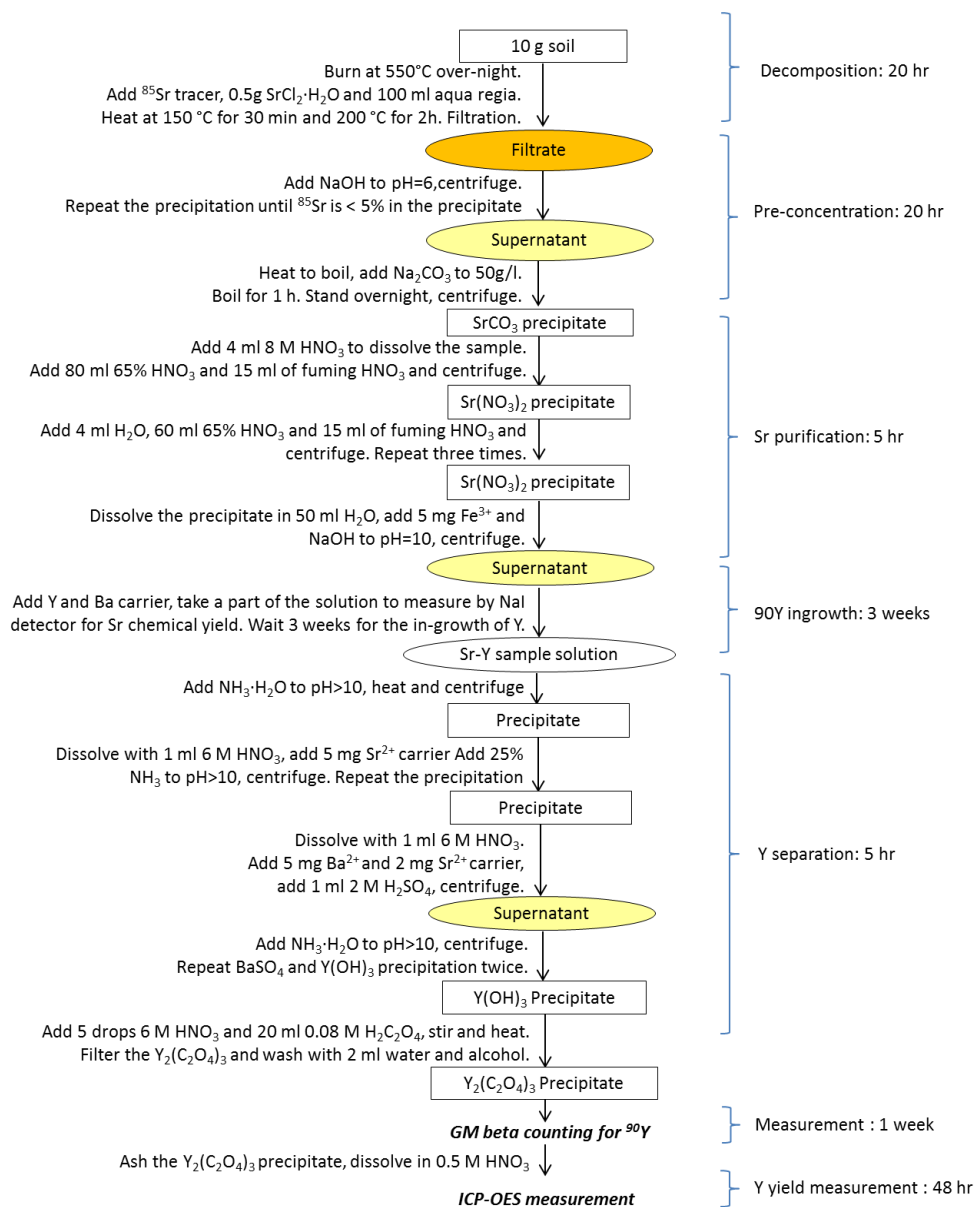 10 g soil
Burn at 550°C over-night.
Add ⁸⁵Sr tracer, 0.5g SrCl₂·H₂O and 100 ml aqua regia.
Heat at 150 °C for 30 min and 200 °C for 2h. Filtration.
Decomposition: 20 hr
Filtrate
Add NaOH to pH=6,centrifuge.
Repeat the precipitation until ⁸⁵Sr is < 5% in the precipitate
Pre-concentration: 20 hr
Supernatant
Heat to boil, add Na₂CO₃ to 50g/l.
Boil for 1 h. Stand overnight, centrifuge.
SrCO₃ precipitate
Add 4 ml 8 M HNO₃ to dissolve the sample.
Add 80 ml 65% HNO₃ and 15 ml of fuming HNO₃ and centrifuge.
Sr(NO₃)₂ precipitate
Add 4 ml H₂O, 60 ml 65% HNO₃ and 15 ml of fuming HNO₃ and
centrifuge. Repeat three times.
Sr purification: 5 hr
Sr(NO₃)₂ precipitate
Dissolve the precipitate in 50 ml H₂O, add 5 mg Fe³⁺ and
NaOH to pH=10, centrifuge.
Supernatant
Add Y and Ba carrier, take a part of the solution to measure by NaI
detector for Sr chemical yield. Wait 3 weeks for the in-growth of Y.
90Y ingrowth: 3 weeks
Sr-Y sample solution
Add NH₃·H₂O to pH>10, heat and centrifuge
Precipitate
Dissolve with 1 ml 6 M HNO₃, add 5 mg Sr²⁺ carrier Add 25%
NH₃ to pH>10, centrifuge. Repeat the precipitation
Precipitate
Dissolve with 1 ml 6 M HNO₃.
Add 5 mg Ba²⁺ and 2 mg Sr²⁺ carrier,
add 1 ml 2 M H₂SO₄, centrifuge.
Y separation: 5 hr
Supernatant
Add NH₃·H₂O to pH>10, centrifuge.
Repeat BaSO₄ and Y(OH)₃ precipitation twice.
Y(OH)₃ Precipitate
Add 5 drops 6 M HNO₃ and 20 ml 0.08 M H₂C₂O₄, stir and heat.
Filter the Y₂(C₂O₄)₃ and wash with 2 ml water and alcohol.
Y₂(C₂O₄)₃ Precipitate
GM beta counting for ⁹⁰Y
Measurement : 1 week
Ash the Y₂(C₂O₄)₃ precipitate, dissolve in 0.5 M HNO₃
Y yield measurement : 48 hr
ICP-OES measurement